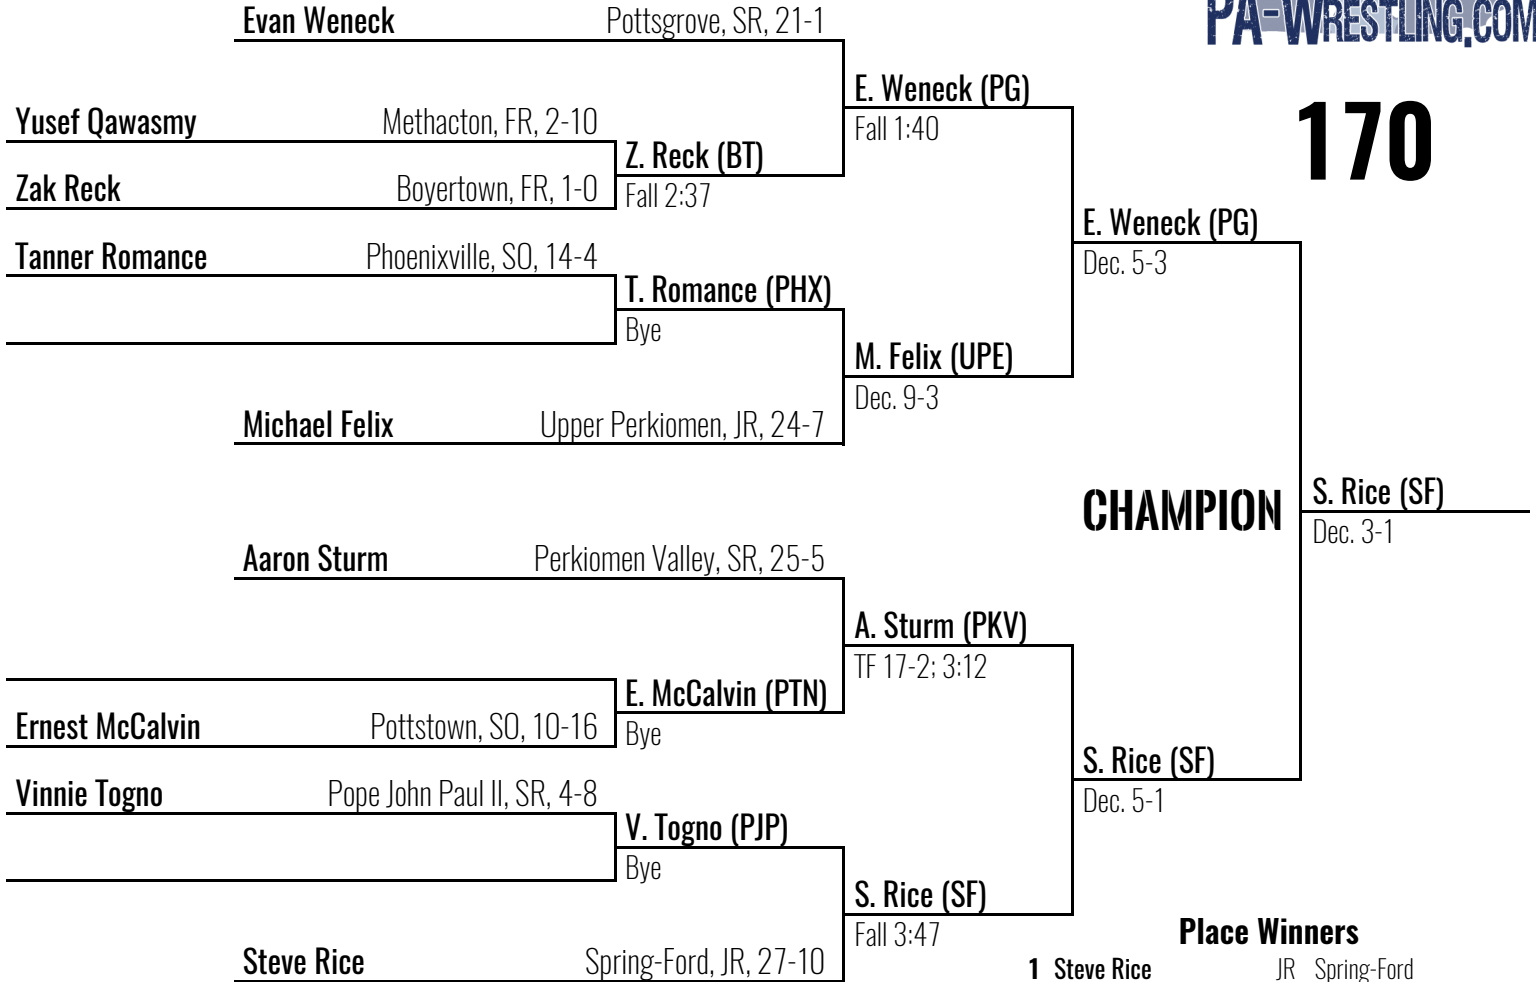 Evan Weneck Pottsgrove, SR, 21-1
PA-WRESTLING.COM
E. Weneck (PG)
Fall 1:40
170
Yusef Qawasmy Methacton, FR, 2-10
Z. Reck (BT)
Fall 2:37
Zak Reck Boyertown, FR, 1-0
E. Weneck (PG)
Dec. 5-3
Tanner Romance Phoenixville, SO, 14-4
T. Romance (PHX)
Bye
M. Felix (UPE)
Dec. 9-3
Michael Felix Upper Perkiomen, JR, 24-7
CHAMPION
S. Rice (SF)
Dec. 3-1
Aaron Sturm Perkiomen Valley, SR, 25-5
A. Sturm (PKV)
TF 17-2; 3:12
E. McCalvin (PTN)
Bye
Ernest McCalvin Pottstown, SO, 10-16
S. Rice (SF)
Dec. 5-1
Vinnie Togno Pope John Paul II, SR, 4-8
V. Togno (PJP)
Bye
S. Rice (SF)
Fall 3:47
Steve Rice Spring-Ford, JR, 27-10
Place Winners
1 Steve Rice JR Spring-Ford